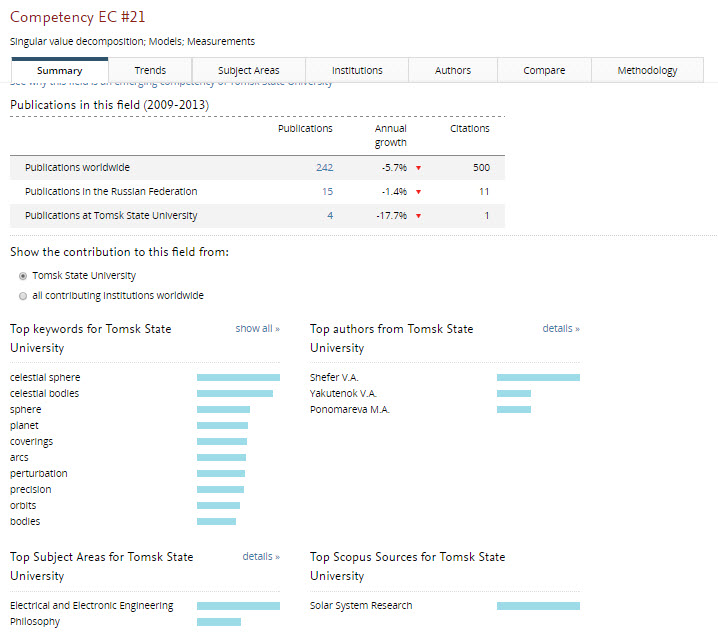 Competency EC #21
Singular value decomposition; Models; Measurements
Summary Trends Subject Areas Institutions Authors Compare Methodology
See why this field is an emerging competency of Tomsk State University
Publications in this field (2009-2013)
Publications Annual growth Citations
Publications worldwide 242 -5.7% ▼ 500
Publications in the Russian Federation 15 -1.4% ▼ 11
Publications at Tomsk State University 4 -17.7% ▼ 1
Show the contribution to this field from:
Tomsk State University
all contributing institutions worldwide
Top keywords for Tomsk State University show all »
celestial sphere
celestial bodies
sphere
planet
coverings
arcs
perturbation
precision
orbits
bodies
Top authors from Tomsk State University details »
Shefer V.A.
Yakutenok V.A.
Ponomareva M.A.
Top Subject Areas for Tomsk State University details »
Electrical and Electronic Engineering
Philosophy
Top Scopus Sources for Tomsk State University
Solar System Research